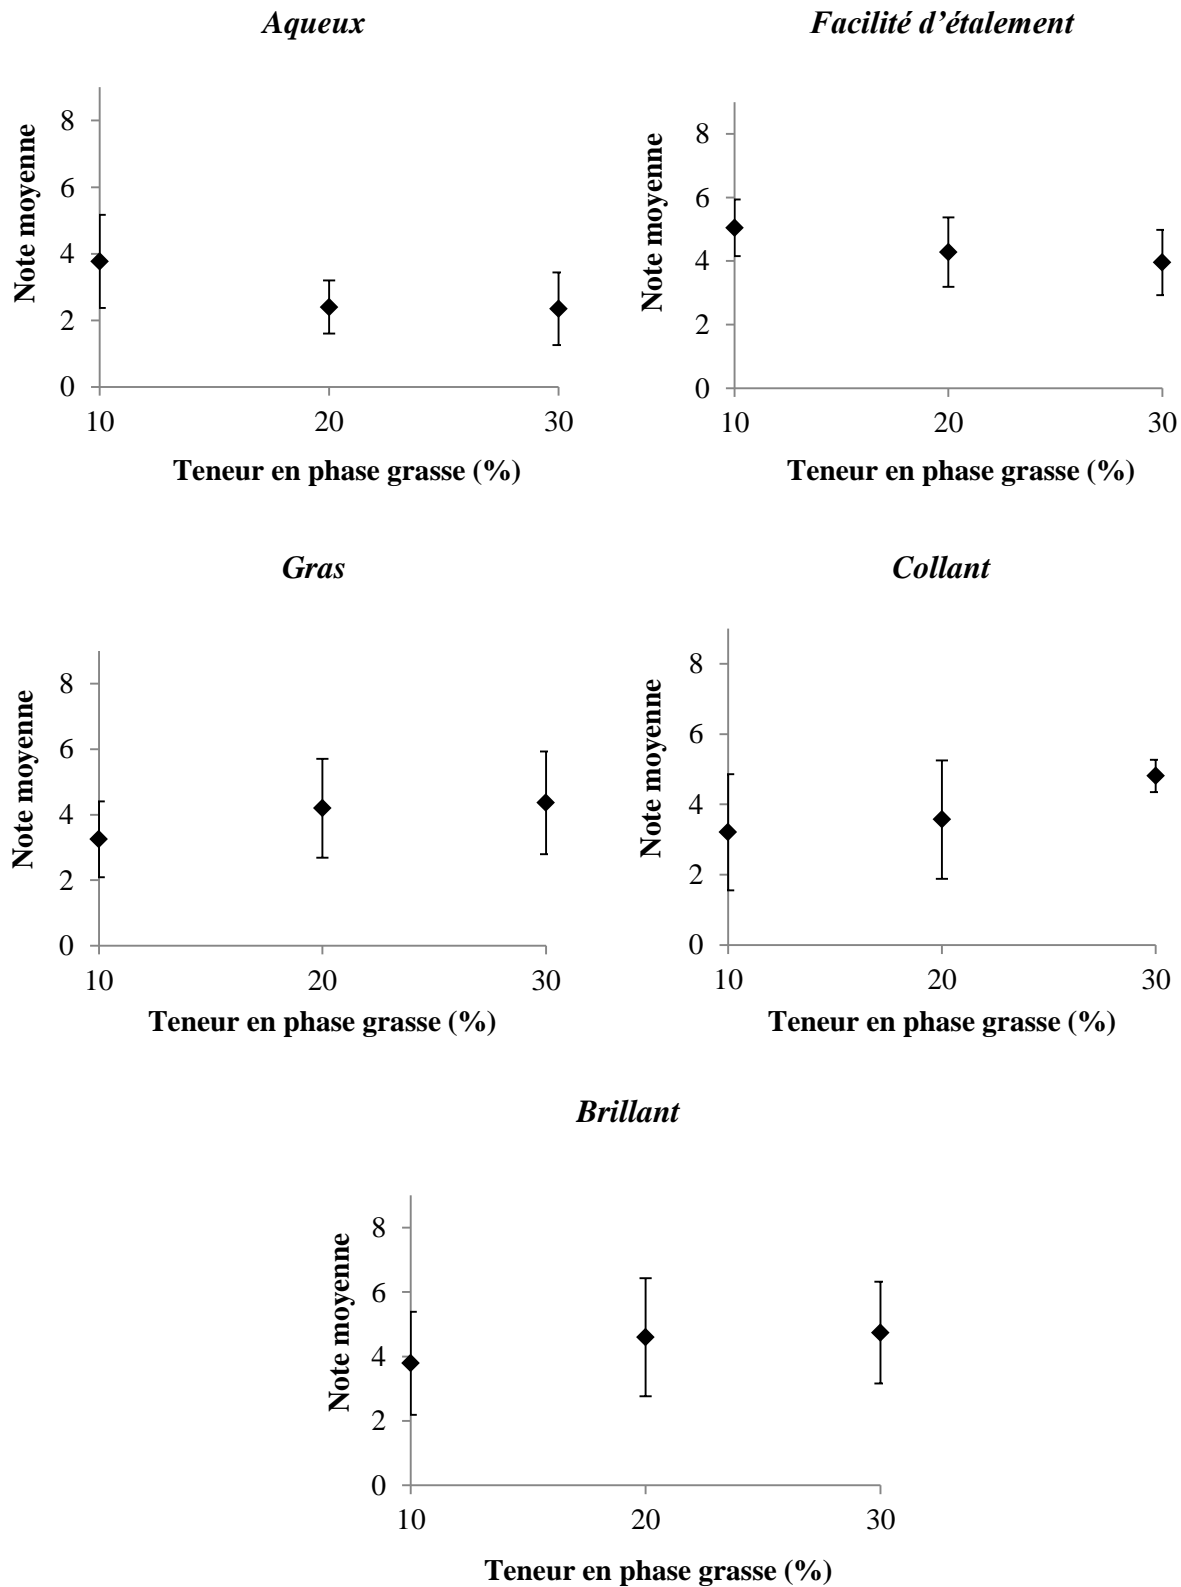 Aqueux
Note moyenne
8
6
4
2
0
10 20 30
Teneur en phase grasse (%)
Facilité d’étalement
Note moyenne
8
6
4
2
0
10 20 30
Teneur en phase grasse (%)
Gras
Note moyenne
8
6
4
2
0
10 20 30
Teneur en phase grasse (%)
Collant
Note moyenne
8
6
4
2
0
10 20 30
Teneur en phase grasse (%)
Brillant
Note moyenne
8
6
4
2
0
10 20 30
Teneur en phase grasse (%)